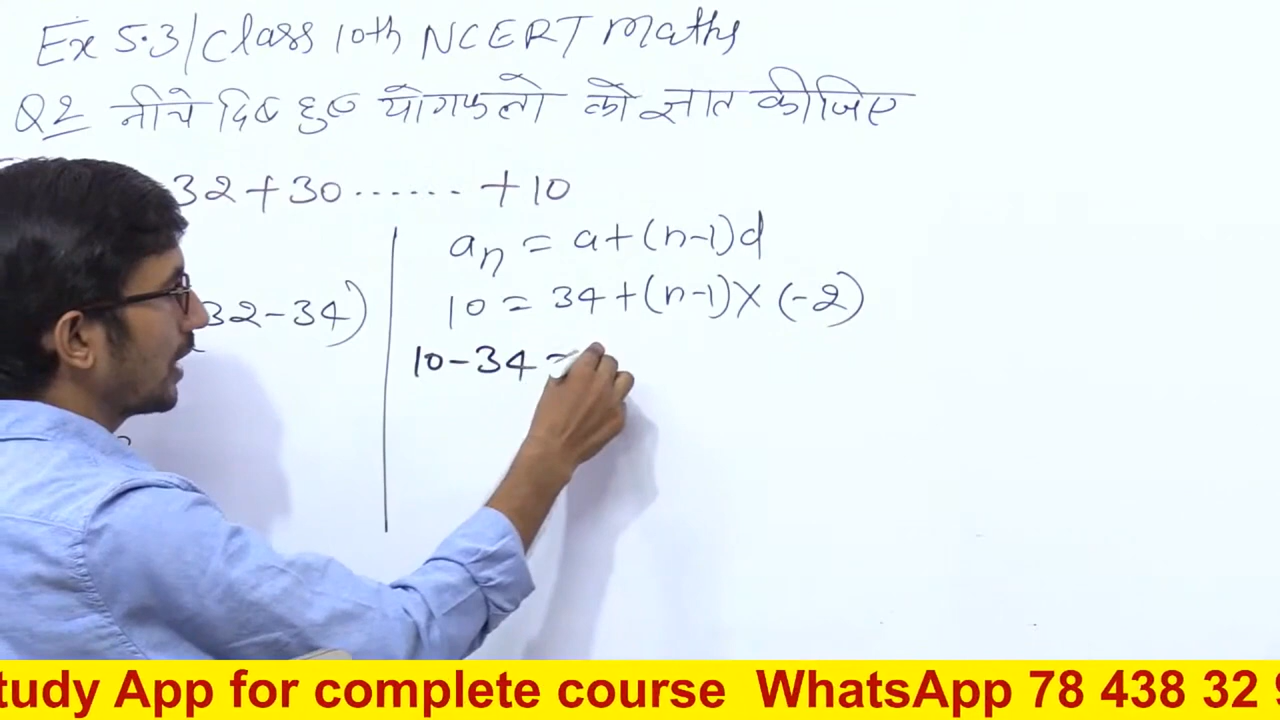 Ex 5.3/Class 10th NCERT Maths
Q2 नीचे दिए हुए योगफलो को ज्ञात कीजिए
32+30 ...... +10
an = a+(n-1)d
32-34)
10 = 34+(n-1)×(-2)
10-34 =
tudy App for complete course WhatsApp 78 438 32 9